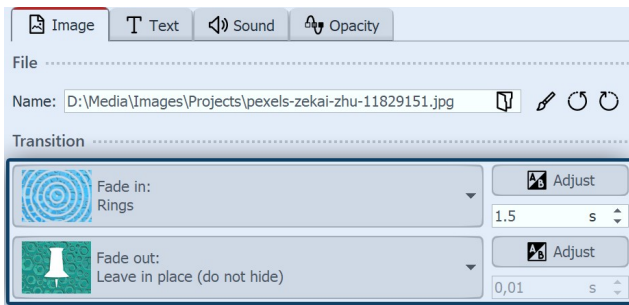 Image Text Sound Opacity
File
Name: D:\Media\Images\Projects\pexels-zekai-zhu-11829151.jpg
Transition
Fade in:
Rings
A B Adjust
1.5 s
Fade out:
Leave in place (do not hide)
A B Adjust
0,01 s